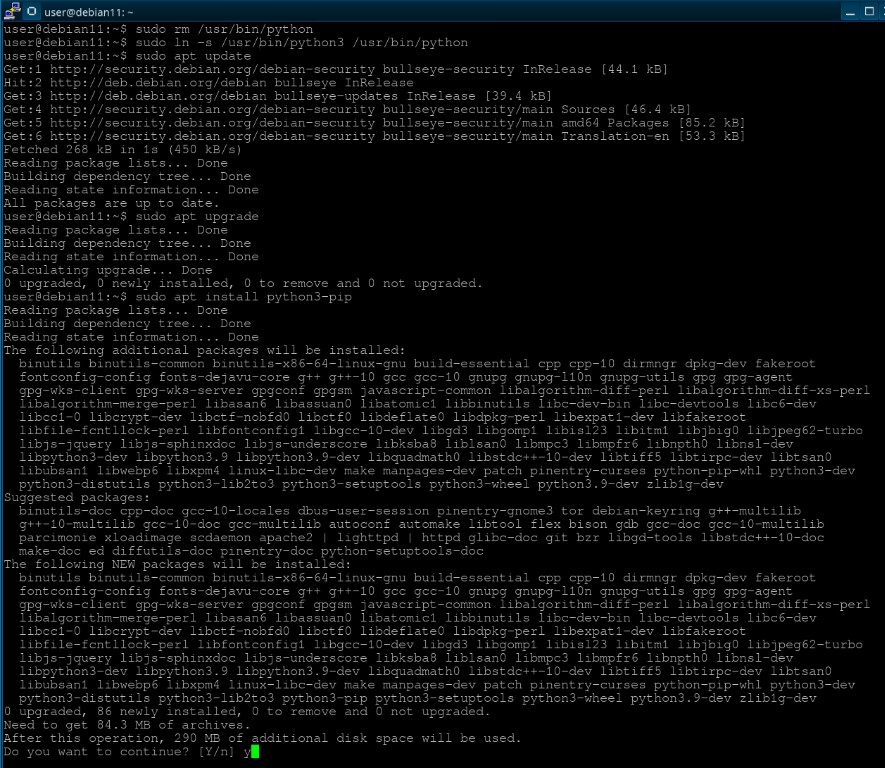 user@debian11: ~
user@debian11:~$ sudo rm /usr/bin/python
user@debian11:~$ sudo ln -s /usr/bin/python3 /usr/bin/python
user@debian11:~$ sudo apt update
Get:1 http://security.debian.org/debian-security bullseye-security InRelease [44.1 kB]
Hit:2 http://deb.debian.org/debian bullseye InRelease
Get:3 http://deb.debian.org/debian bullseye-updates InRelease [39.4 kB]
Get:4 http://security.debian.org/debian-security bullseye-security/main Sources [46.4 kB]
Get:5 http://security.debian.org/debian-security bullseye-security/main amd64 Packages [85.2 kB]
Get:6 http://security.debian.org/debian-security bullseye-security/main Translation-en [53.3 kB]
Fetched 268 kB in 1s (450 kB/s)
Reading package lists... Done
Building dependency tree... Done
Reading state information... Done
All packages are up to date.
user@debian11:~$ sudo apt upgrade
Reading package lists... Done
Building dependency tree... Done
Reading state information... Done
Calculating upgrade... Done
0 upgraded, 0 newly installed, 0 to remove and 0 not upgraded.
user@debian11:~$ sudo apt install python3-pip
Reading package lists... Done
Building dependency tree... Done
Reading state information... Done
The following additional packages will be installed:
binutils binutils-common binutils-x86-64-linux-gnu build-essential cpp cpp-10 dirmngr dpkg-dev fakeroot
fontconfig-config fonts-dejavu-core g++ g++-10 gcc gcc-10 gnupg gnupg-l10n gnupg-utils gpg gpg-agent
gpg-wks-client gpg-wks-server gpgconf gpgsm javascript-common libalgorithm-diff-perl libalgorithm-diff-xs-perl
libalgorithm-merge-perl libasan6 libassuan0 libatomic1 libbinutils libc-dev-bin libc-devtools libc6-dev
libcc1-0 libcrypt-dev libctf-nobfd0 libctf0 libdeflate0 libdpkg-perl libexpat1-dev libfakeroot
libfile-fcntllock-perl libfontconfig1 libgcc-10-dev libgd3 libgomp1 libisl23 libitm1 libjbig0 libjpeg62-turbo
libjs-jquery libjs-sphinxdoc libjs-underscore libksba8 liblsan0 libmpc3 libmpfr6 libnpth0 libnsl-dev
libpython3-dev libpython3.9 libpython3.9-dev libquadmath0 libstdc++-10-dev libtiff5 libtirpc-dev libtsan0
libubsan1 libwebp6 libxpm4 linux-libc-dev make manpages-dev patch pinentry-curses python-pip-whl python3-dev
python3-distutils python3-lib2to3 python3-setuptools python3-wheel python3.9-dev zlib1g-dev
Suggested packages:
binutils-doc cpp-doc gcc-10-locales dbus-user-session pinentry-gnome3 tor debian-keyring g++-multilib
g++-10-multilib gcc-10-doc gcc-multilib autoconf automake libtool flex bison gdb gcc-doc gcc-10-multilib
parcimonie xloadimage scdaemon apache2 | lighttpd | httpd glibc-doc git bzr libgd-tools libstdc++-10-doc
make-doc ed diffutils-doc pinentry-doc python-setuptools-doc
The following NEW packages will be installed:
binutils binutils-common binutils-x86-64-linux-gnu build-essential cpp cpp-10 dirmngr dpkg-dev fakeroot
fontconfig-config fonts-dejavu-core g++ g++-10 gcc gcc-10 gnupg gnupg-l10n gnupg-utils gpg gpg-agent
gpg-wks-client gpg-wks-server gpgconf gpgsm javascript-common libalgorithm-diff-perl libalgorithm-diff-xs-perl
libalgorithm-merge-perl libasan6 libassuan0 libatomic1 libbinutils libc-dev-bin libc-devtools libc6-dev
libcc1-0 libcrypt-dev libctf-nobfd0 libctf0 libdeflate0 libdpkg-perl libexpat1-dev libfakeroot
libfile-fcntllock-perl libfontconfig1 libgcc-10-dev libgd3 libgomp1 libisl23 libitm1 libjbig0 libjpeg62-turbo
libjs-jquery libjs-sphinxdoc libjs-underscore libksba8 liblsan0 libmpc3 libmpfr6 libnpth0 libnsl-dev
libpython3-dev libpython3.9 libpython3.9-dev libquadmath0 libstdc++-10-dev libtiff5 libtirpc-dev libtsan0
libubsan1 libwebp6 libxpm4 linux-libc-dev make manpages-dev patch pinentry-curses python-pip-whl python3-dev
python3-distutils python3-lib2to3 python3-pip python3-setuptools python3-wheel python3.9-dev zlib1g-dev
0 upgraded, 86 newly installed, 0 to remove and 0 not upgraded.
Need to get 84.3 MB of archives.
After this operation, 290 MB of additional disk space will be used.
Do you want to continue? [Y/n] y